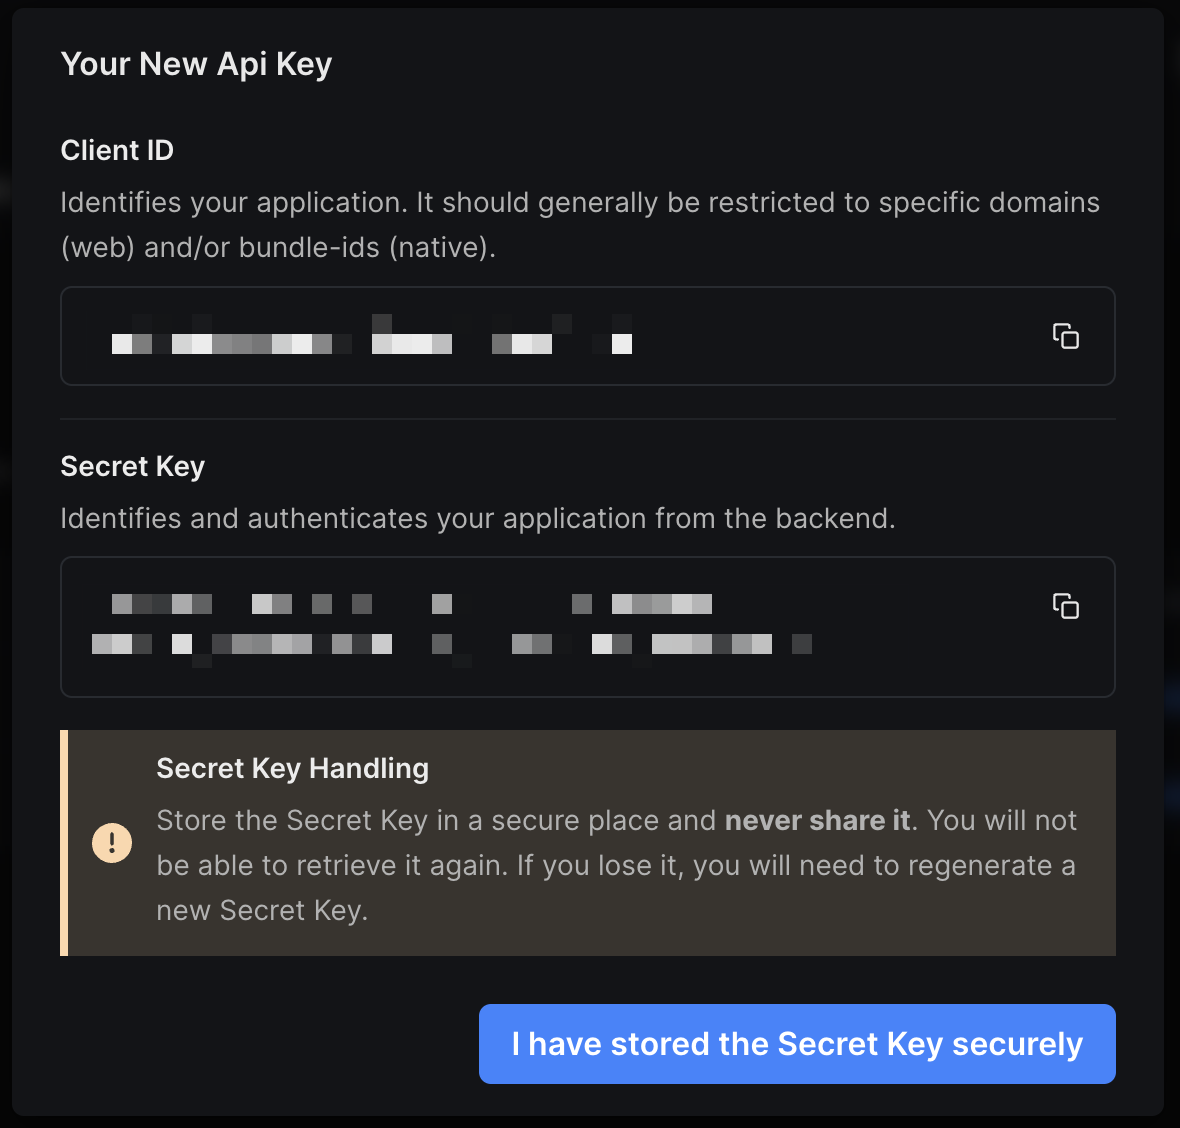 Your New Api Key
Client ID
Identifies your application. It should generally be restricted to specific domains
(web) and/or bundle-ids (native).
Secret Key
Identifies and authenticates your application from the backend.
Secret Key Handling
Store the Secret Key in a secure place and never share it. You will not
be able to retrieve it again. If you lose it, you will need to regenerate a
new Secret Key.
I have stored the Secret Key securely